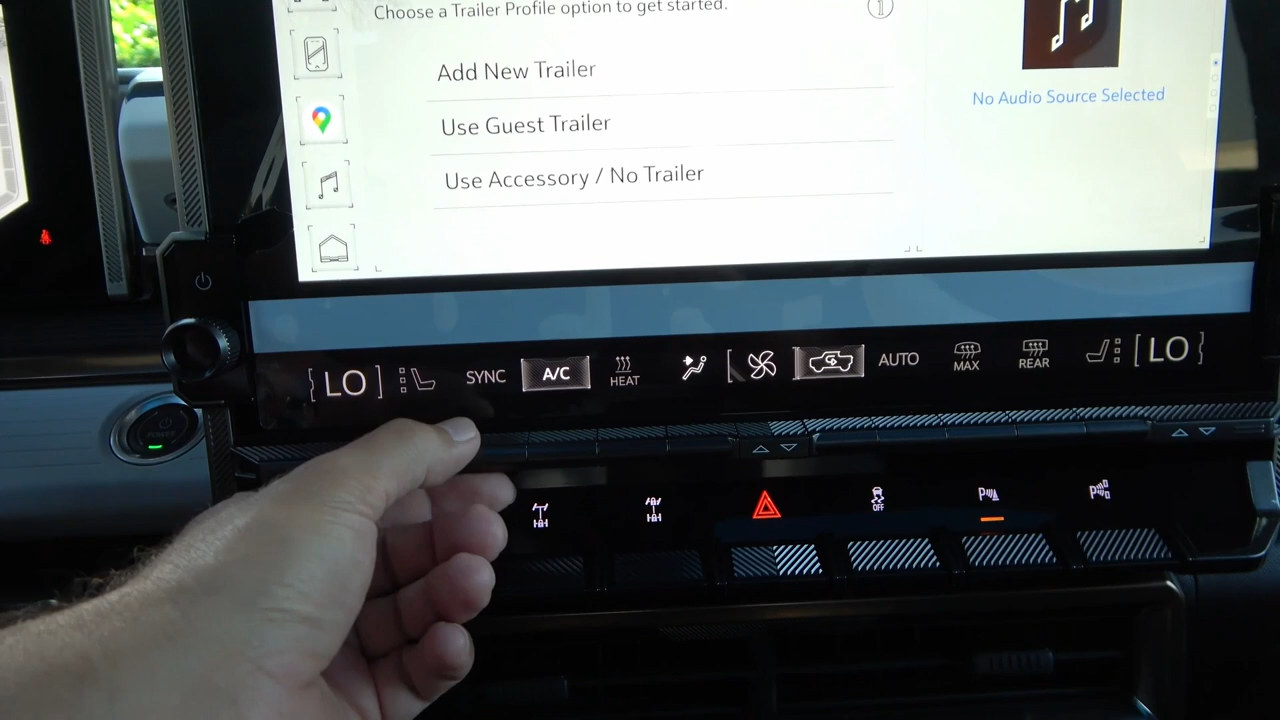 Choose a Trailer Profile option to get started.
Add New Trailer
Use Guest Trailer
Use Accessory / No Trailer
No Audio Source Selected
LO
SYNC
A/C
HEAT
AUTO
MAX
REAR
LO
POWER
OFF
P
P